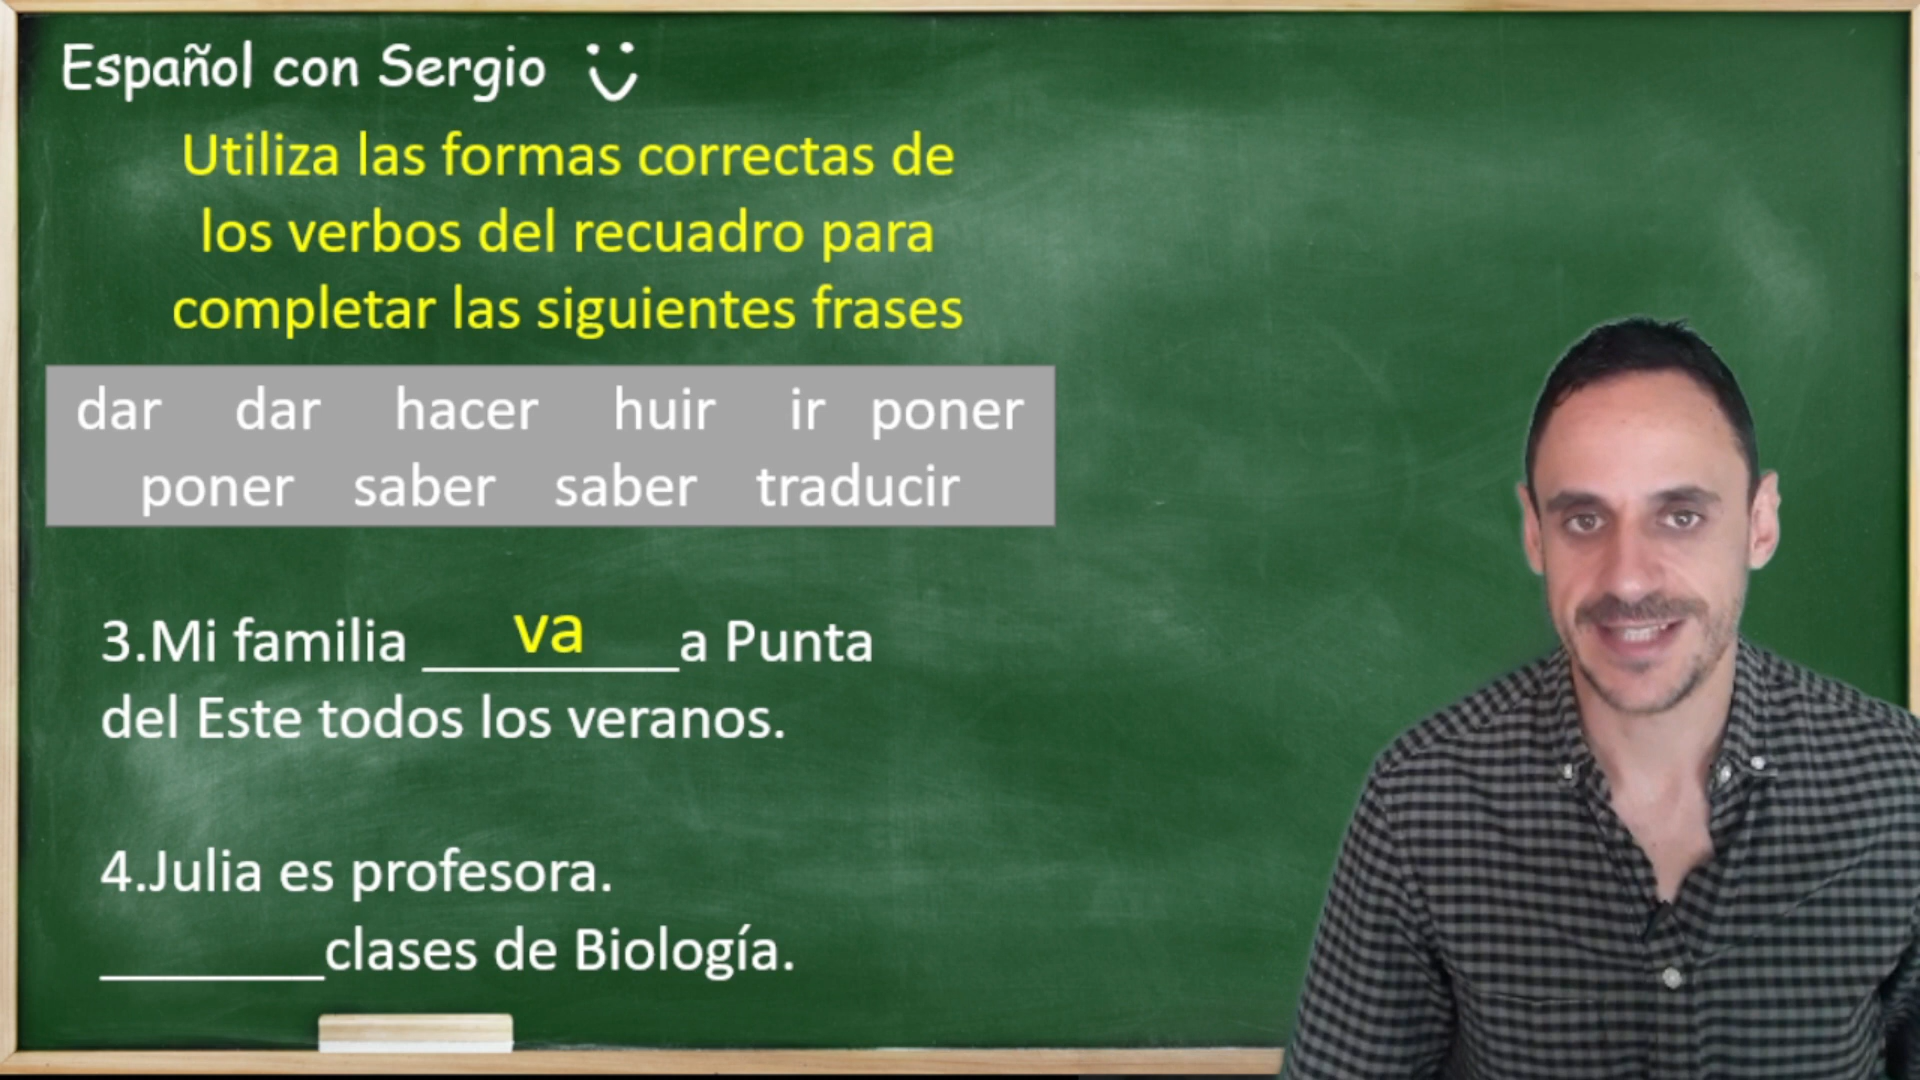 Español con Sergio
Utiliza las formas correctas de
los verbos del recuadro para
completar las siguientes frases
dar dar hacer huir ir poner
poner saber saber traducir
3.Mi familia ________va a Punta
del Este todos los veranos.
4.Julia es profesora.
_______clases de Biología.